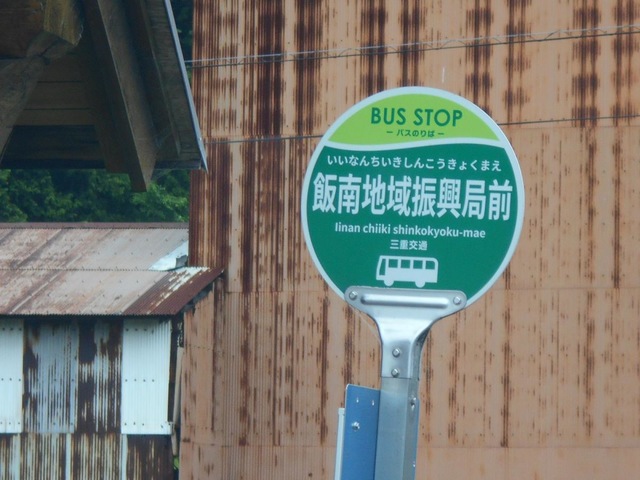 BUS STOP
ー バスのりば ー
いいなんちいきしんこうきょくまえ
飯南地域振興局前
Iinan chiiki shinkokyoku-mae
三重交通